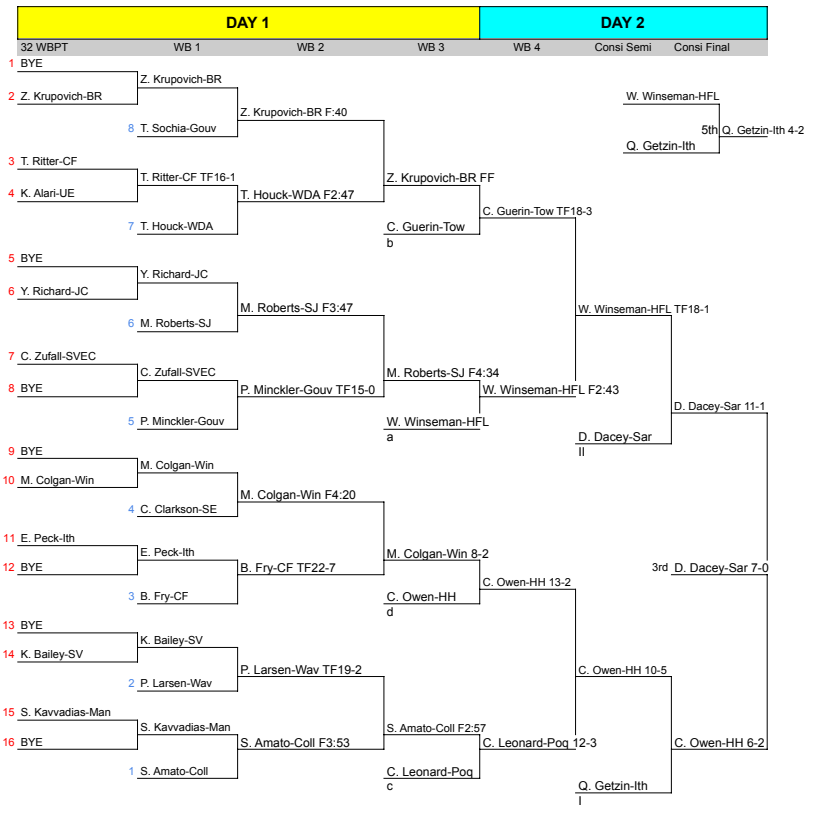 DAY 1 DAY 2
32 WBPT WB 1 WB 2 WB 3 WB 4 Consi Semi Consi Final
1 BYE
Z. Krupovich-BR
2 Z. Krupovich-BR
W. Winseman-HFL
Z. Krupovich-BR F:40
8 T. Sochia-Gouv
5th Q. Getzin-Ith 4-2
Q. Getzin-Ith
3 T. Ritter-CF
T. Ritter-CF TF16-1
Z. Krupovich-BR FF
4 K. Alari-UE
T. Houck-WDA F2:47
C. Guerin-Tow TF18-3
7 T. Houck-WDA
C. Guerin-Tow
b
5 BYE
Y. Richard-JC
6 Y. Richard-JC
M. Roberts-SJ F3:47
W. Winseman-HFL TF18-1
6 M. Roberts-SJ
7 C. Zufall-SVEC
C. Zufall-SVEC
M. Roberts-SJ F4:34
8 BYE
P. Minckler-Gouv TF15-0
W. Winseman-HFL F2:43
D. Dacey-Sar 11-1
5 P. Minckler-Gouv
W. Winseman-HFL
a
D. Dacey-Sar
II
9 BYE
M. Colgan-Win
10 M. Colgan-Win
M. Colgan-Win F4:20
4 C. Clarkson-SE
11 E. Peck-Ith
E. Peck-Ith
M. Colgan-Win 8-2
12 BYE
B. Fry-CF TF22-7
3rd D. Dacey-Sar 7-0
C. Owen-HH 13-2
3 B. Fry-CF
C. Owen-HH
d
13 BYE
K. Bailey-SV
14 K. Bailey-SV
P. Larsen-Wav TF19-2
C. Owen-HH 10-5
2 P. Larsen-Wav
15 S. Kavvadias-Man
S. Kavvadias-Man
S. Amato-Coll F2:57
16 BYE
S. Amato-Coll F3:53
C. Leonard-Poq 12-3
C. Owen-HH 6-2
1 S. Amato-Coll
C. Leonard-Poq
c
Q. Getzin-Ith
I